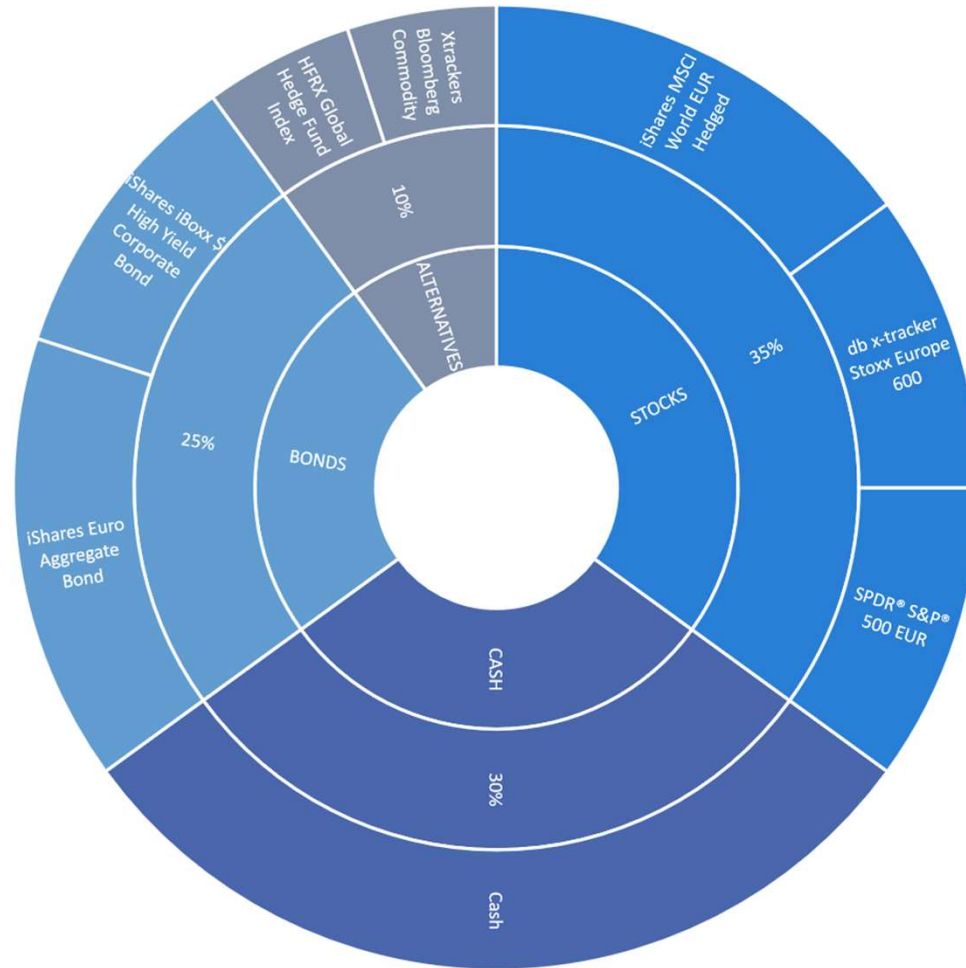 STOCKS
35%
iShares MSCI
World EUR
Hedged
db x-tracker
Stoxx Europe
600
SPDR® S&P®
500 EUR
CASH
30%
Cash
BONDS
25%
iShares Euro
Aggregate
Bond
iShares iBoxx $
High Yield
Corporate
Bond
ALTERNATIVES
10%
HFRX Global
Hedge Fund
Index
Xtrackers
Bloomberg
Commodity